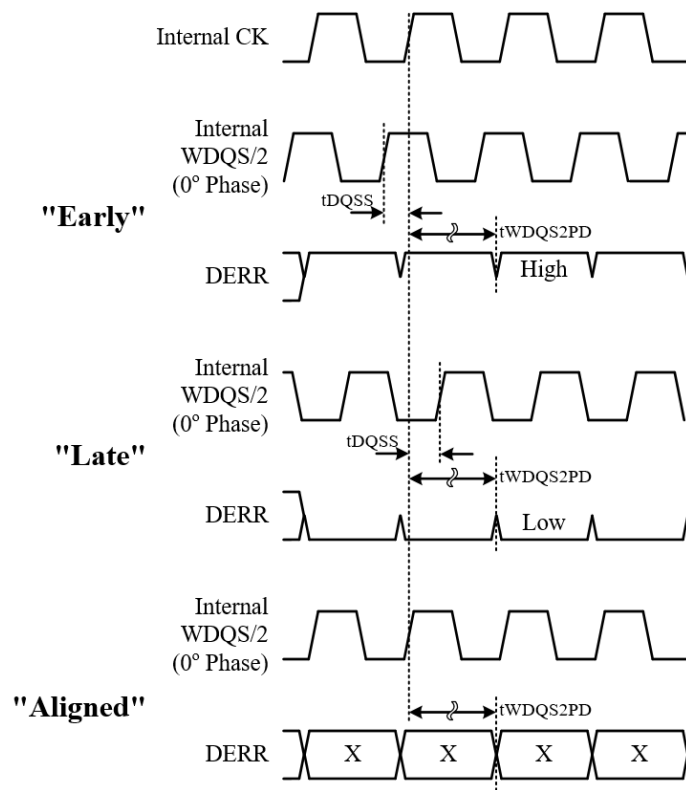 Internal CK
Internal
WDQS/2
(0° Phase)
"Early"
tDQSS
tWDQS2PD
DERR
High
Internal
WDQS/2
(0° Phase)
"Late"
tDQSS
tWDQS2PD
DERR
Low
Internal
WDQS/2
(0° Phase)
"Aligned"
tWDQS2PD
DERR
X X X X